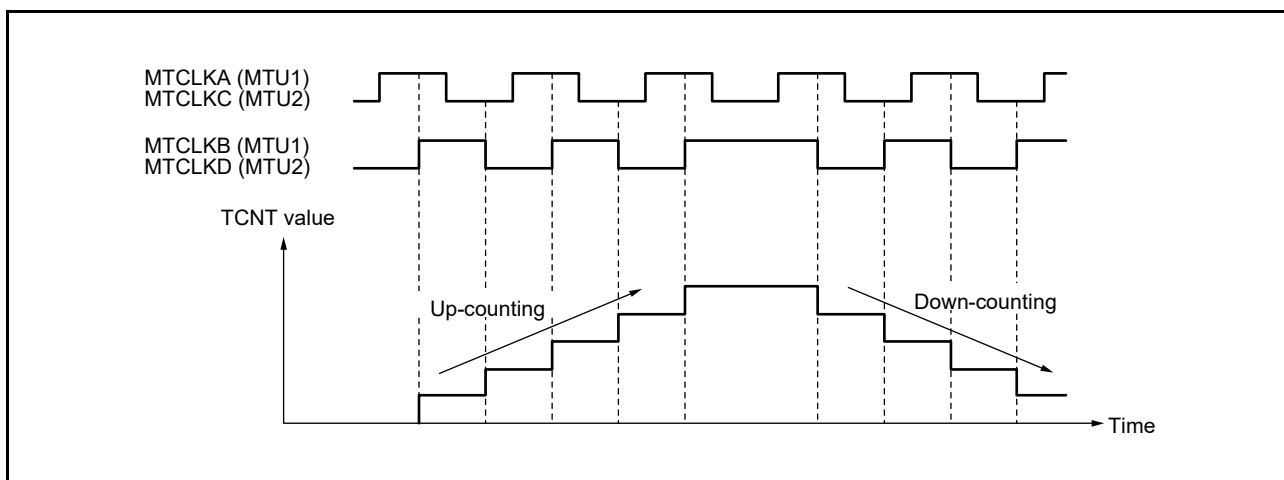 MTCLKA (MTU1)
MTCLKC (MTU2)
MTCLKB (MTU1)
MTCLKD (MTU2)
TCNT value
Up-counting
Down-counting
Time